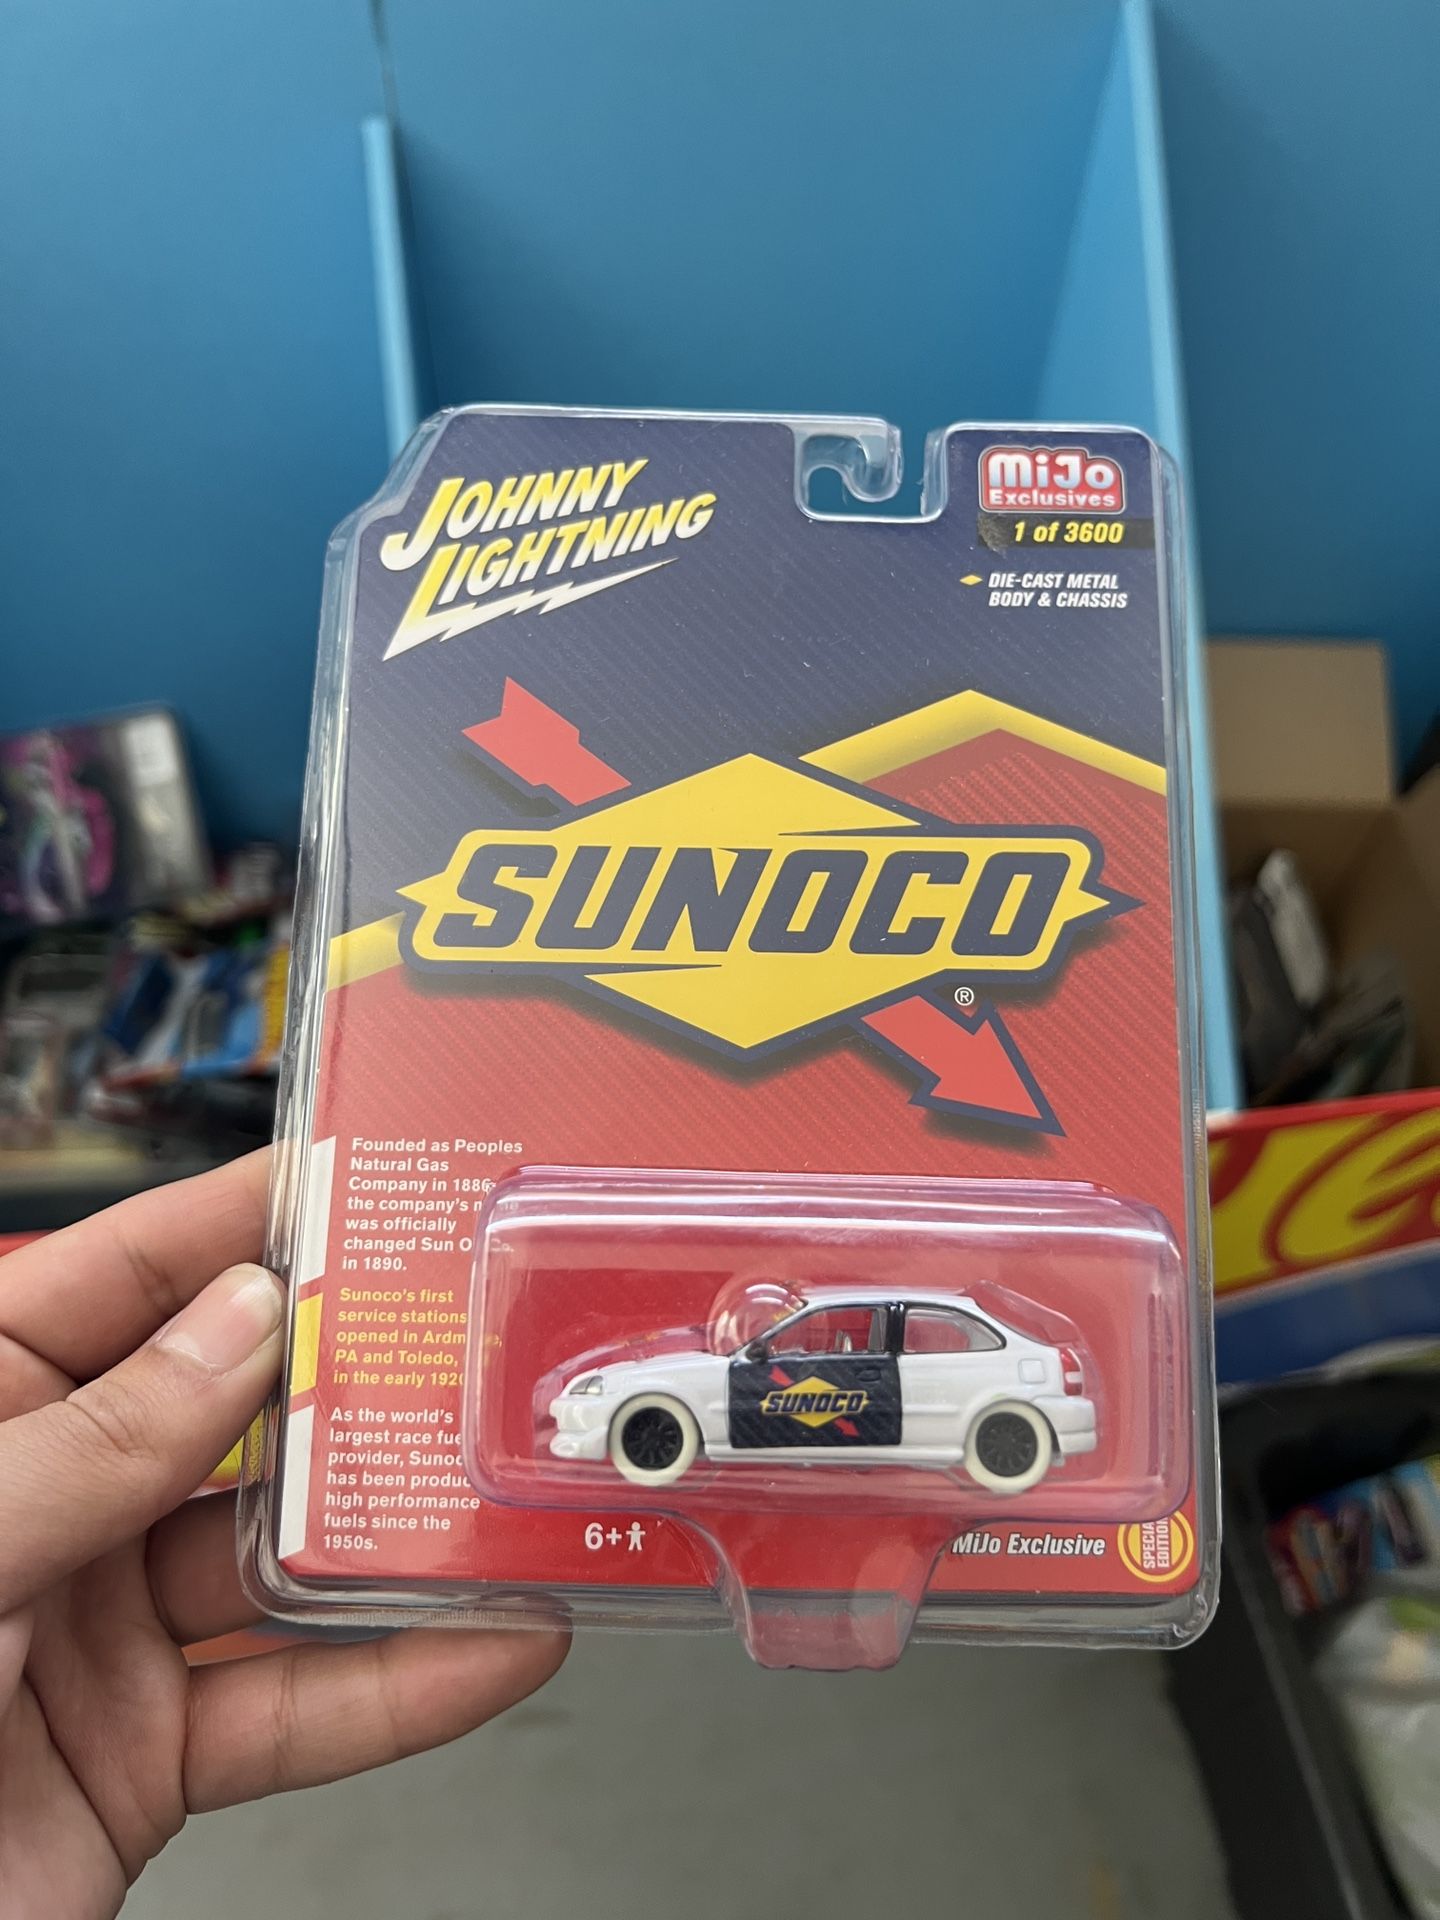 JOHNNY
LIGHTNING
MiJo
Exclusives
1 of 3600
DIE-CAST METAL
BODY & CHASSIS
SUNOCO
®
Founded as Peoples
Natural Gas
Company in 1886
the company's
was officially
changed Sun
in 1890.
Sunoco's first
service stations
opened in
PA and Toledo,
in the early
As the world's
largest race
provider,
has been
high performance
fuels since the
1950s.
SUNOCO
6+
MiJo Exclusive
SPECIAL
EDITION